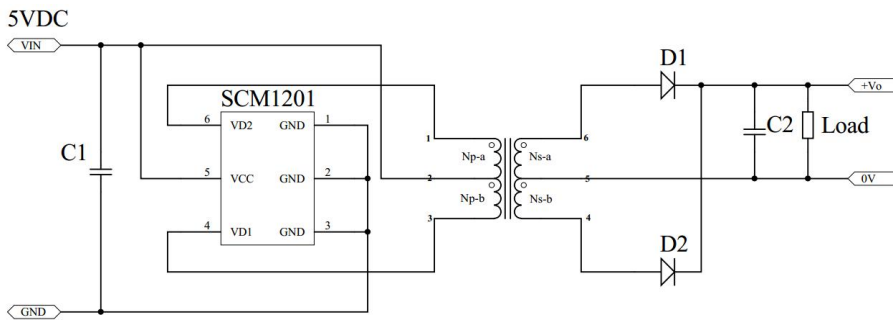 5VDC
VIN
D1
SCM1201
+Vo
6 VD2 GND 1
1 6
C2 Load
C1
Np-a Ns-a
5 VCC GND 2
2 5
0V
Np-b Ns-b
4 VD1 GND 3
3 4
D2
GND